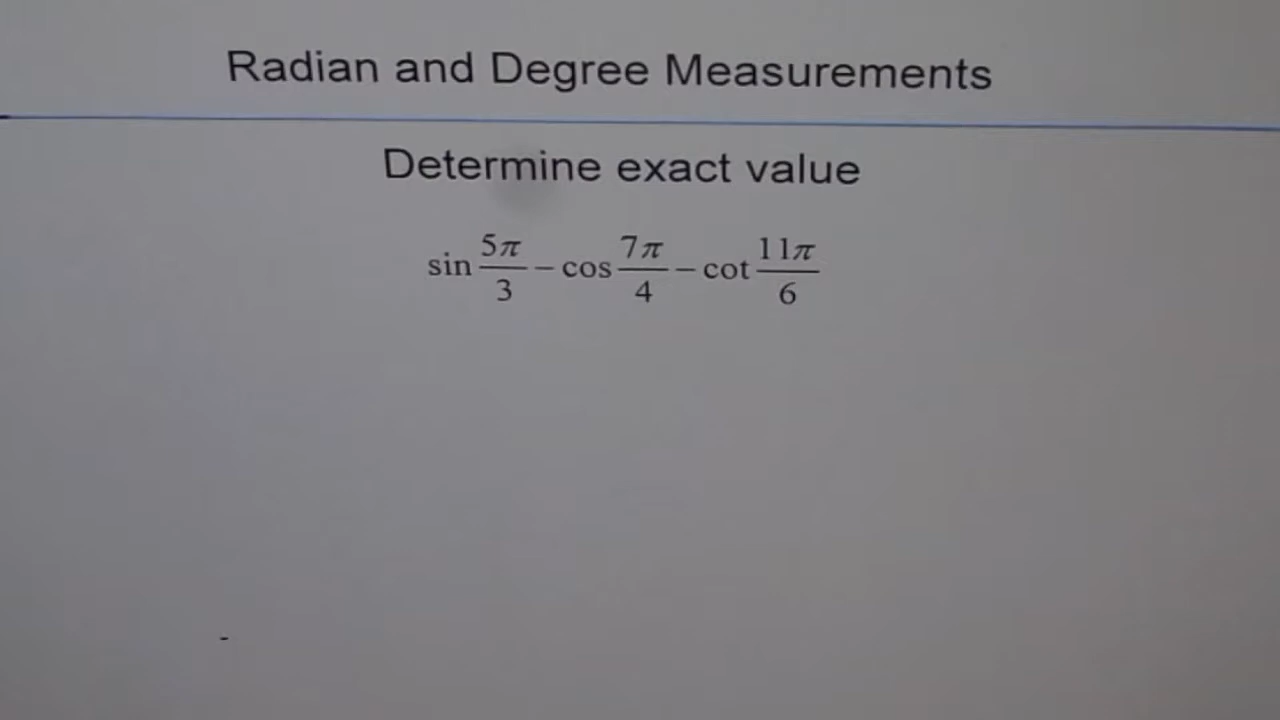 Radian and Degree Measurements
Determine exact value
sin 5π/3 − cos 7π/4 − cot 11π/6